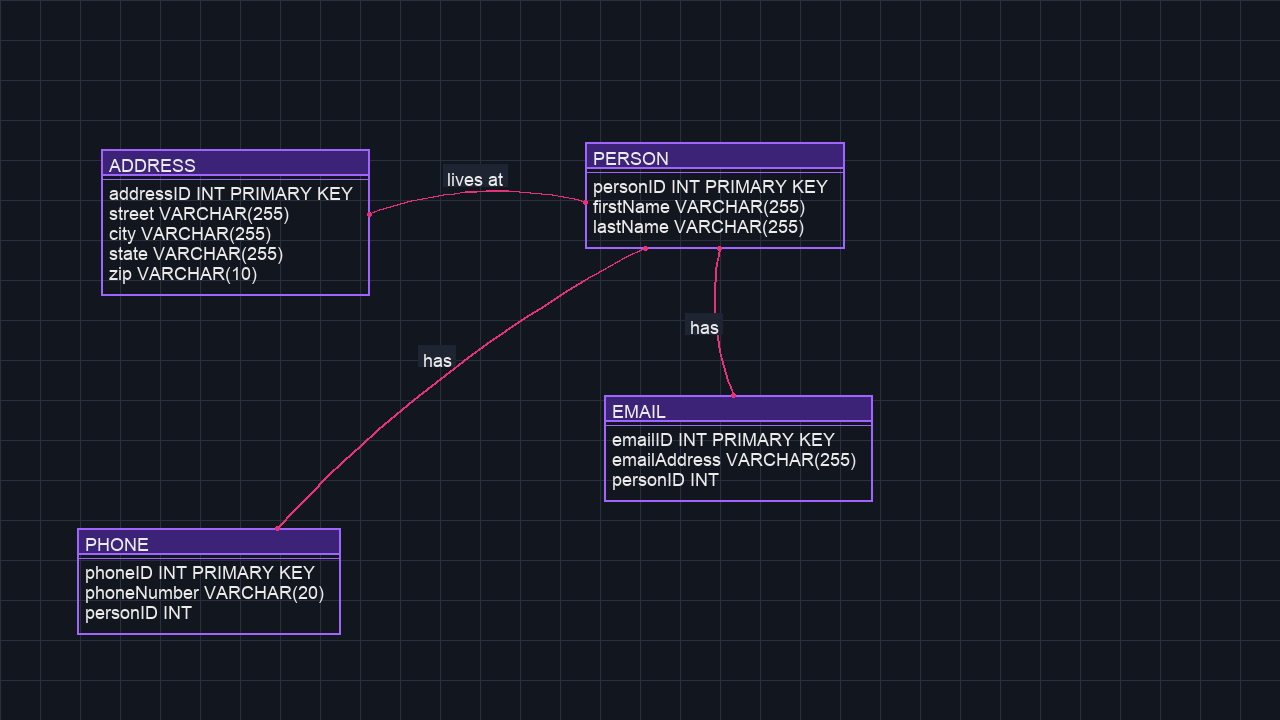 ADDRESS
addressID INT PRIMARY KEY
street VARCHAR(255)
city VARCHAR(255)
state VARCHAR(255)
zip VARCHAR(10)
lives at
PERSON
personID INT PRIMARY KEY
firstName VARCHAR(255)
lastName VARCHAR(255)
has
has
EMAIL
emailID INT PRIMARY KEY
emailAddress VARCHAR(255)
personID INT
PHONE
phoneID INT PRIMARY KEY
phoneNumber VARCHAR(20)
personID INT